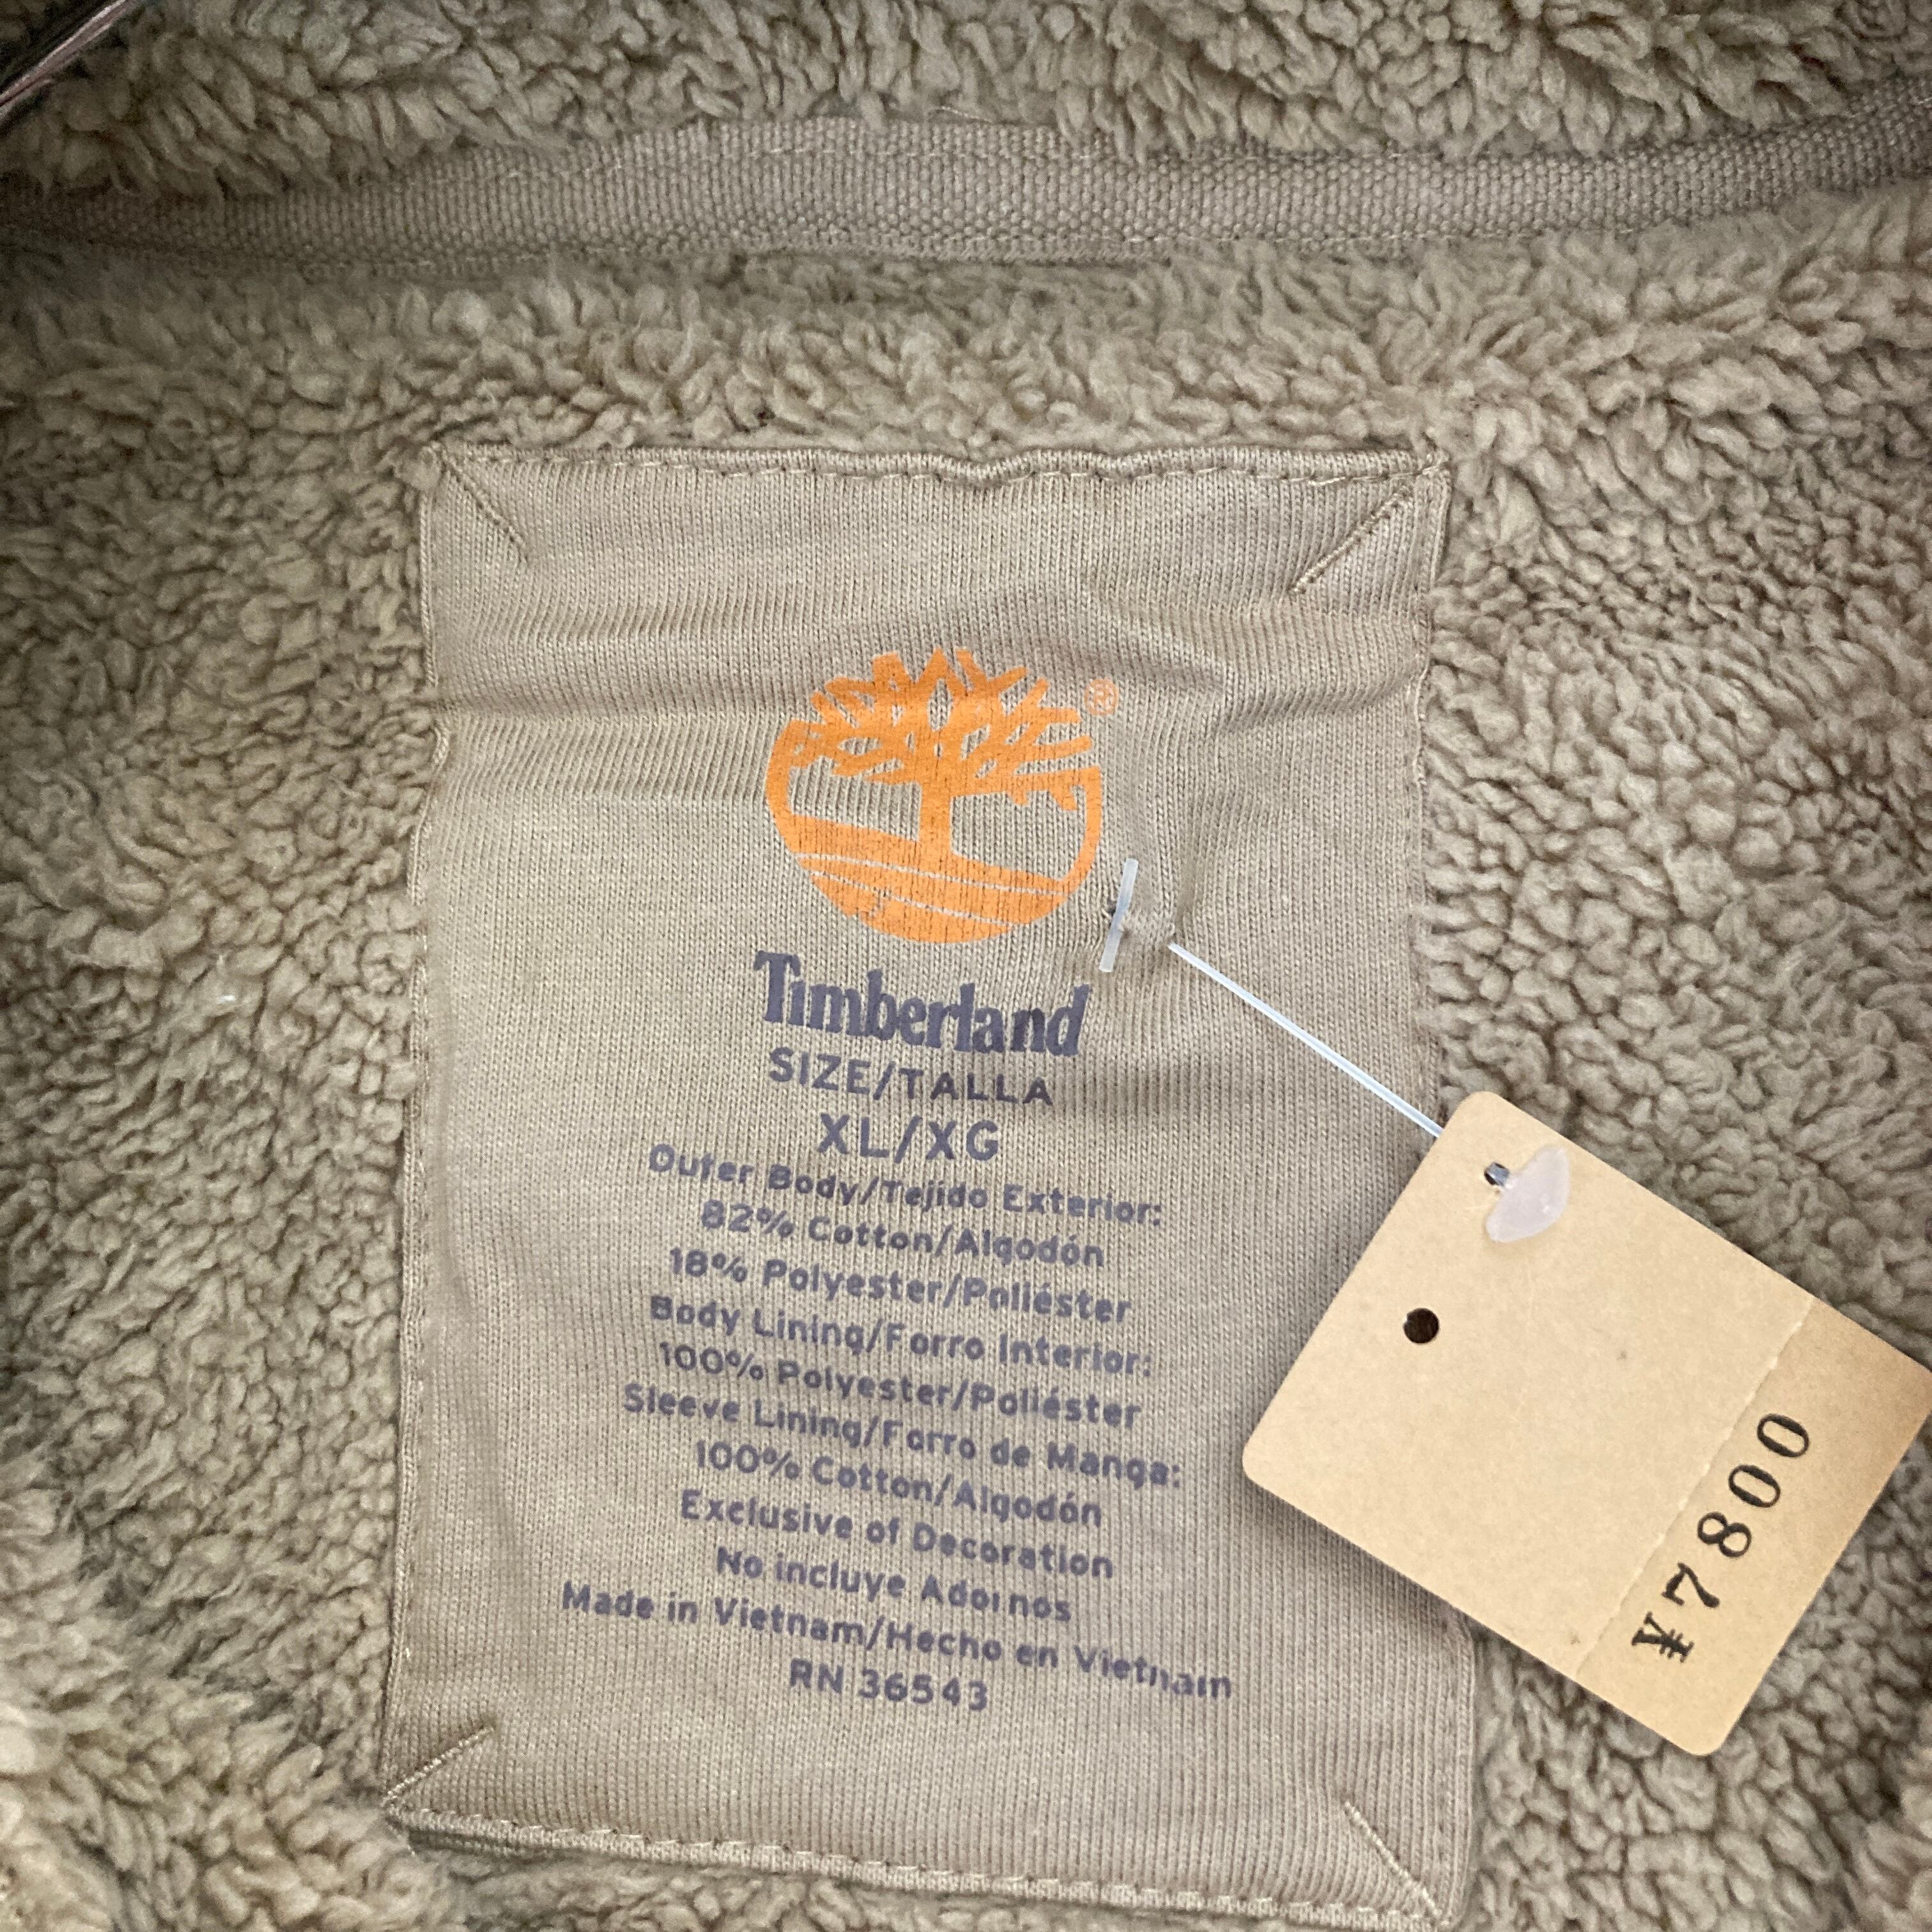 ®
Timberland
SIZE/TALLA
XL/XG
Outer Body/Tejido Exterior:
82% Cotton/Algodón
18% Polyester/Poliéster
Body Lining/Forro Interior:
100% Polyester/Poliéster
Sleeve Lining/Forro de Manga:
100% Cotton/Algodón
Exclusive of Decoration
No incluye Adornos
Made in Vietnam/Hecho en Vietnam
RN 36543
¥7800